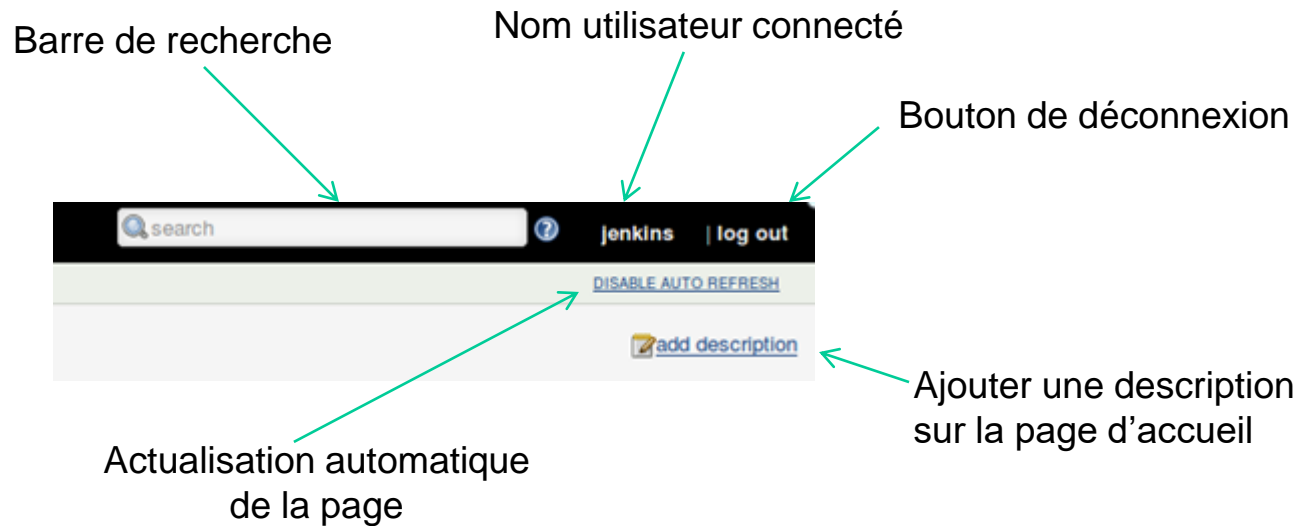 Barre de recherche
Nom utilisateur connecté
Bouton de déconnexion
search
jenkins
| log out
DISABLE AUTO REFRESH
add description
Ajouter une description
sur la page d’accueil
Actualisation automatique
de la page